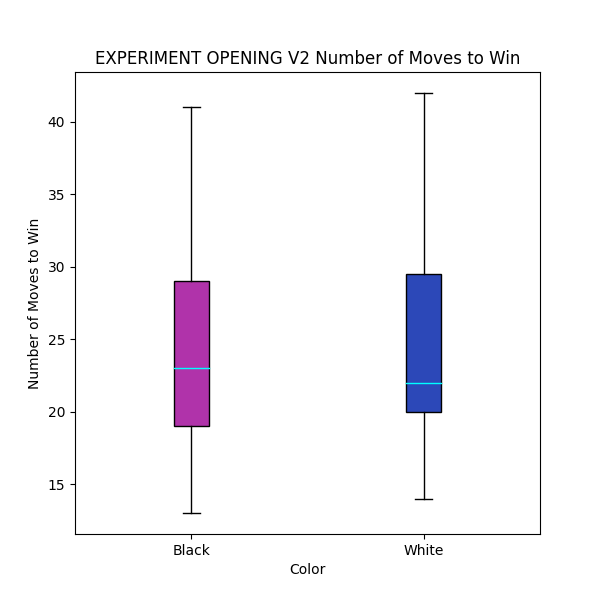 EXPERIMENT OPENING V2 Number of Moves to Win
Number of Moves to Win
40
35
30
25
20
15
Black
White
Color